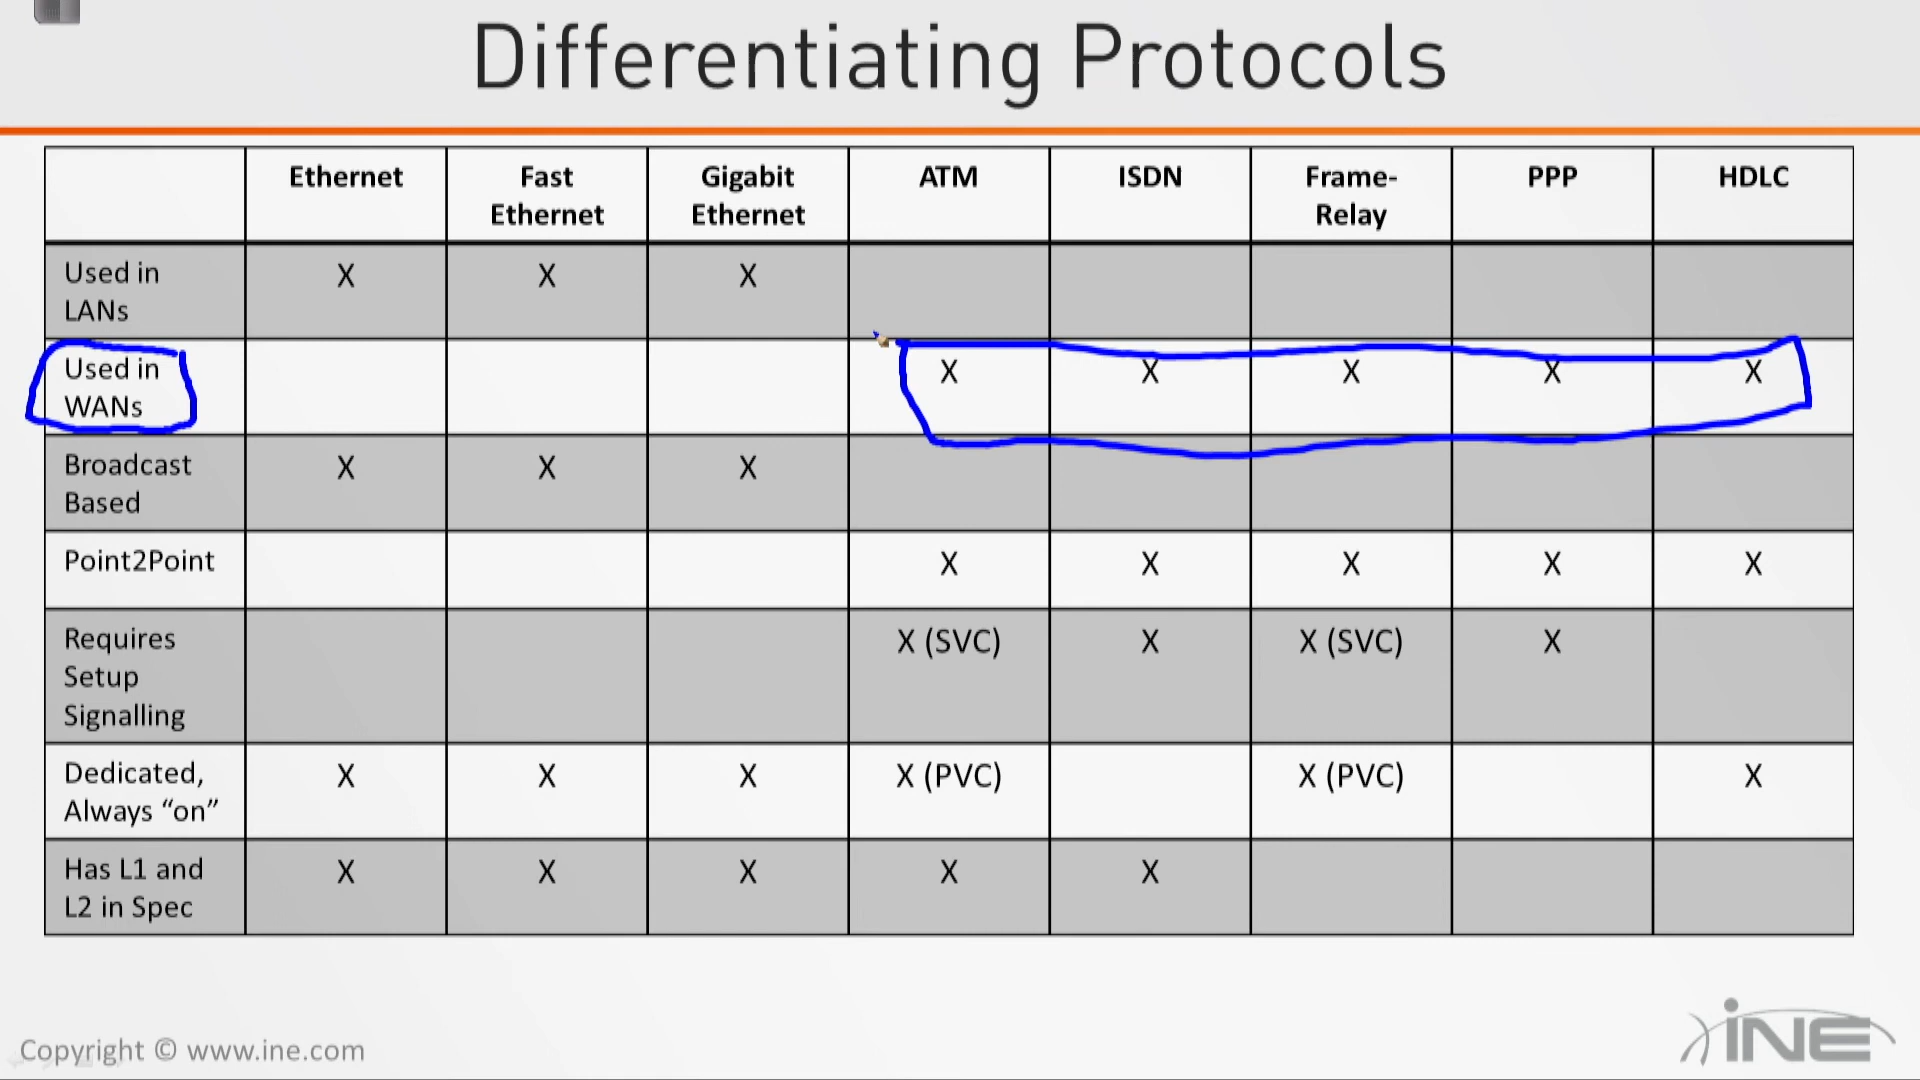 Differentiating Protocols
Ethernet
Fast
Ethernet
Gigabit
Ethernet
ATM
ISDN
Frame-
Relay
PPP
HDLC
Used in
LANs
X X X
Used in
WANs
X X X X X
Broadcast
Based
X X X
Point2Point
X X X X X
Requires
Setup
Signalling
X (SVC) X X (SVC) X
Dedicated,
Always “on”
X X X X (PVC) X (PVC) X
Has L1 and
L2 in Spec
X X X X X
Copyright © www.ine.com
iNE